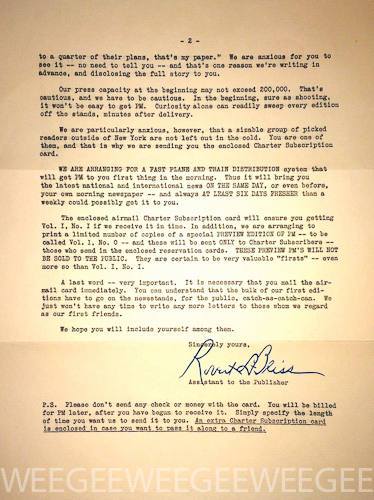 - 2 -
to a quarter of their plans, that's my paper." We are anxious for you to
see it -- no need to tell you -- and that's one reason we're writing in
advance, and disclosing the full story to you.
Our press capacity at the beginning may not exceed 200,000. That's
cautious, and we have to be cautious. In the beginning, sure as shooting,
it won't be easy to get PM. Curiosity alone can readily sweep every edition
off the stands, minutes after delivery.
We are particularly anxious, however, that a sizable group of picked
readers outside of New York are not left out in the cold. You are one of
them, and that is why we are sending you the enclosed Charter Subscription
card.
WE ARE ARRANGING FOR A FAST PLANE AND TRAIN DISTRIBUTION system that
will get PM to you first thing in the morning. Thus it will bring you
the latest national and international news ON THE SAME DAY, or even before,
your own morning newspaper -- and always AT LEAST SIX DAYS FRESHER than a
weekly could possibly get it to you.
The enclosed airmail Charter Subscription card will ensure you getting
Vol. I, No. I if we receive it in time. In addition, we are arranging to
print a limited number of copies of a special PREVIEW EDITION OF PM -- to be
called Vol. I, No. 0 -- and these will be sent ONLY to Charter Subscribers --
those who send in the enclosed reservation cards. THESE PREVIEW PM'S WILL NOT
BE SOLD TO THE PUBLIC. They are certain to be very valuable "firsts" -- even
more so than Vol. I, No. I.
A last word -- very important. It is necessary that you mail the air-
mail card immediately. You can understand that the bulk of our first edi-
tions have to go on the newsstands, for the public, catch-as-catch-can. We
just won't have any time to write any more letters to those whom we regard
as our first friends.
We hope you will include yourself among them.
Sincerely yours,
Robert A Bliss
Assistant to the Publisher
P.S. Please don't send any check or money with the card. You will be billed
for PM later, after you have begun to receive it. Simply specify the length
of time you want us to send it to you. An extra Charter Subscription card
is enclosed in case you want to pass it along to a friend.
WEEGEEWEEGEEWEEGEEWEEGEE